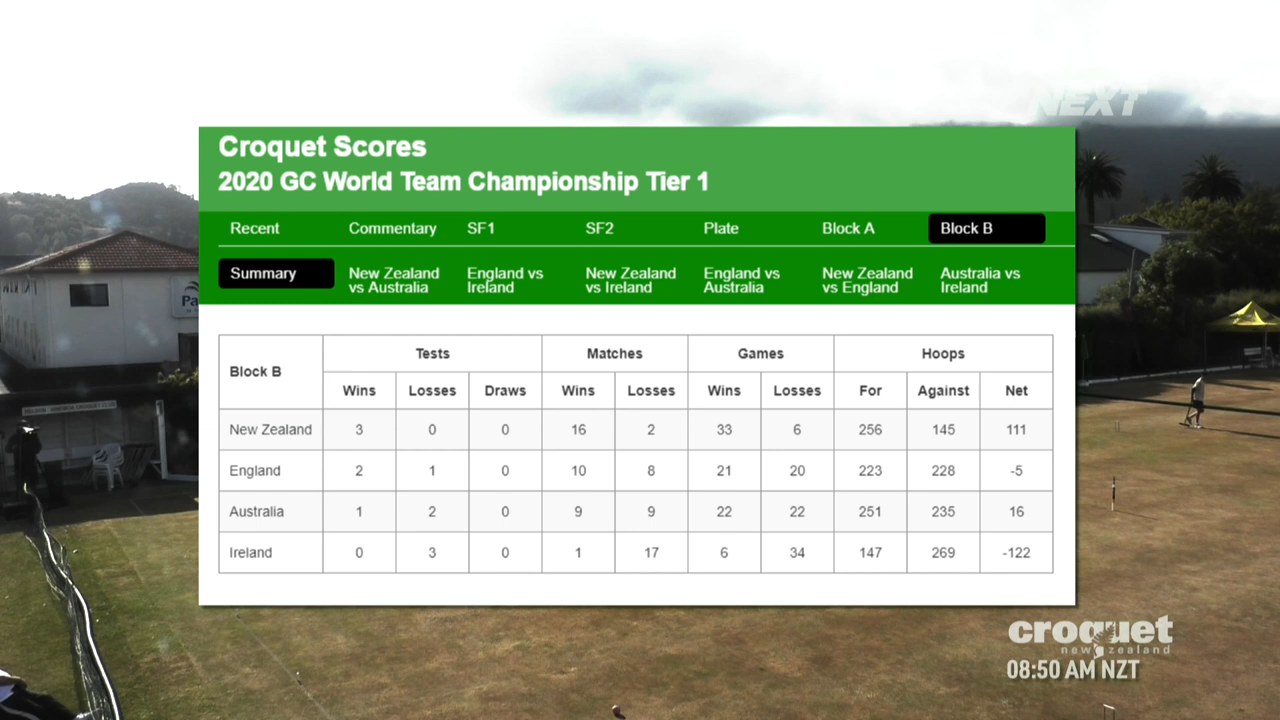 NEXT
Croquet Scores
2020 GC World Team Championship Tier 1
Recent Commentary SF1 SF2 Plate Block A Block B
Summary New Zealand vs Australia England vs Ireland New Zealand vs Ireland England vs Australia New Zealand vs England Australia vs Ireland
Block B Tests Matches Games Hoops
Wins Losses Draws Wins Losses Wins Losses For Against Net
New Zealand 3 0 0 16 2 33 6 256 145 111
England 2 1 0 10 8 21 20 223 228 -5
Australia 1 2 0 9 9 22 22 251 235 16
Ireland 0 3 0 1 17 6 34 147 269 -122
croquet
new zealand
08:50 AM NZT